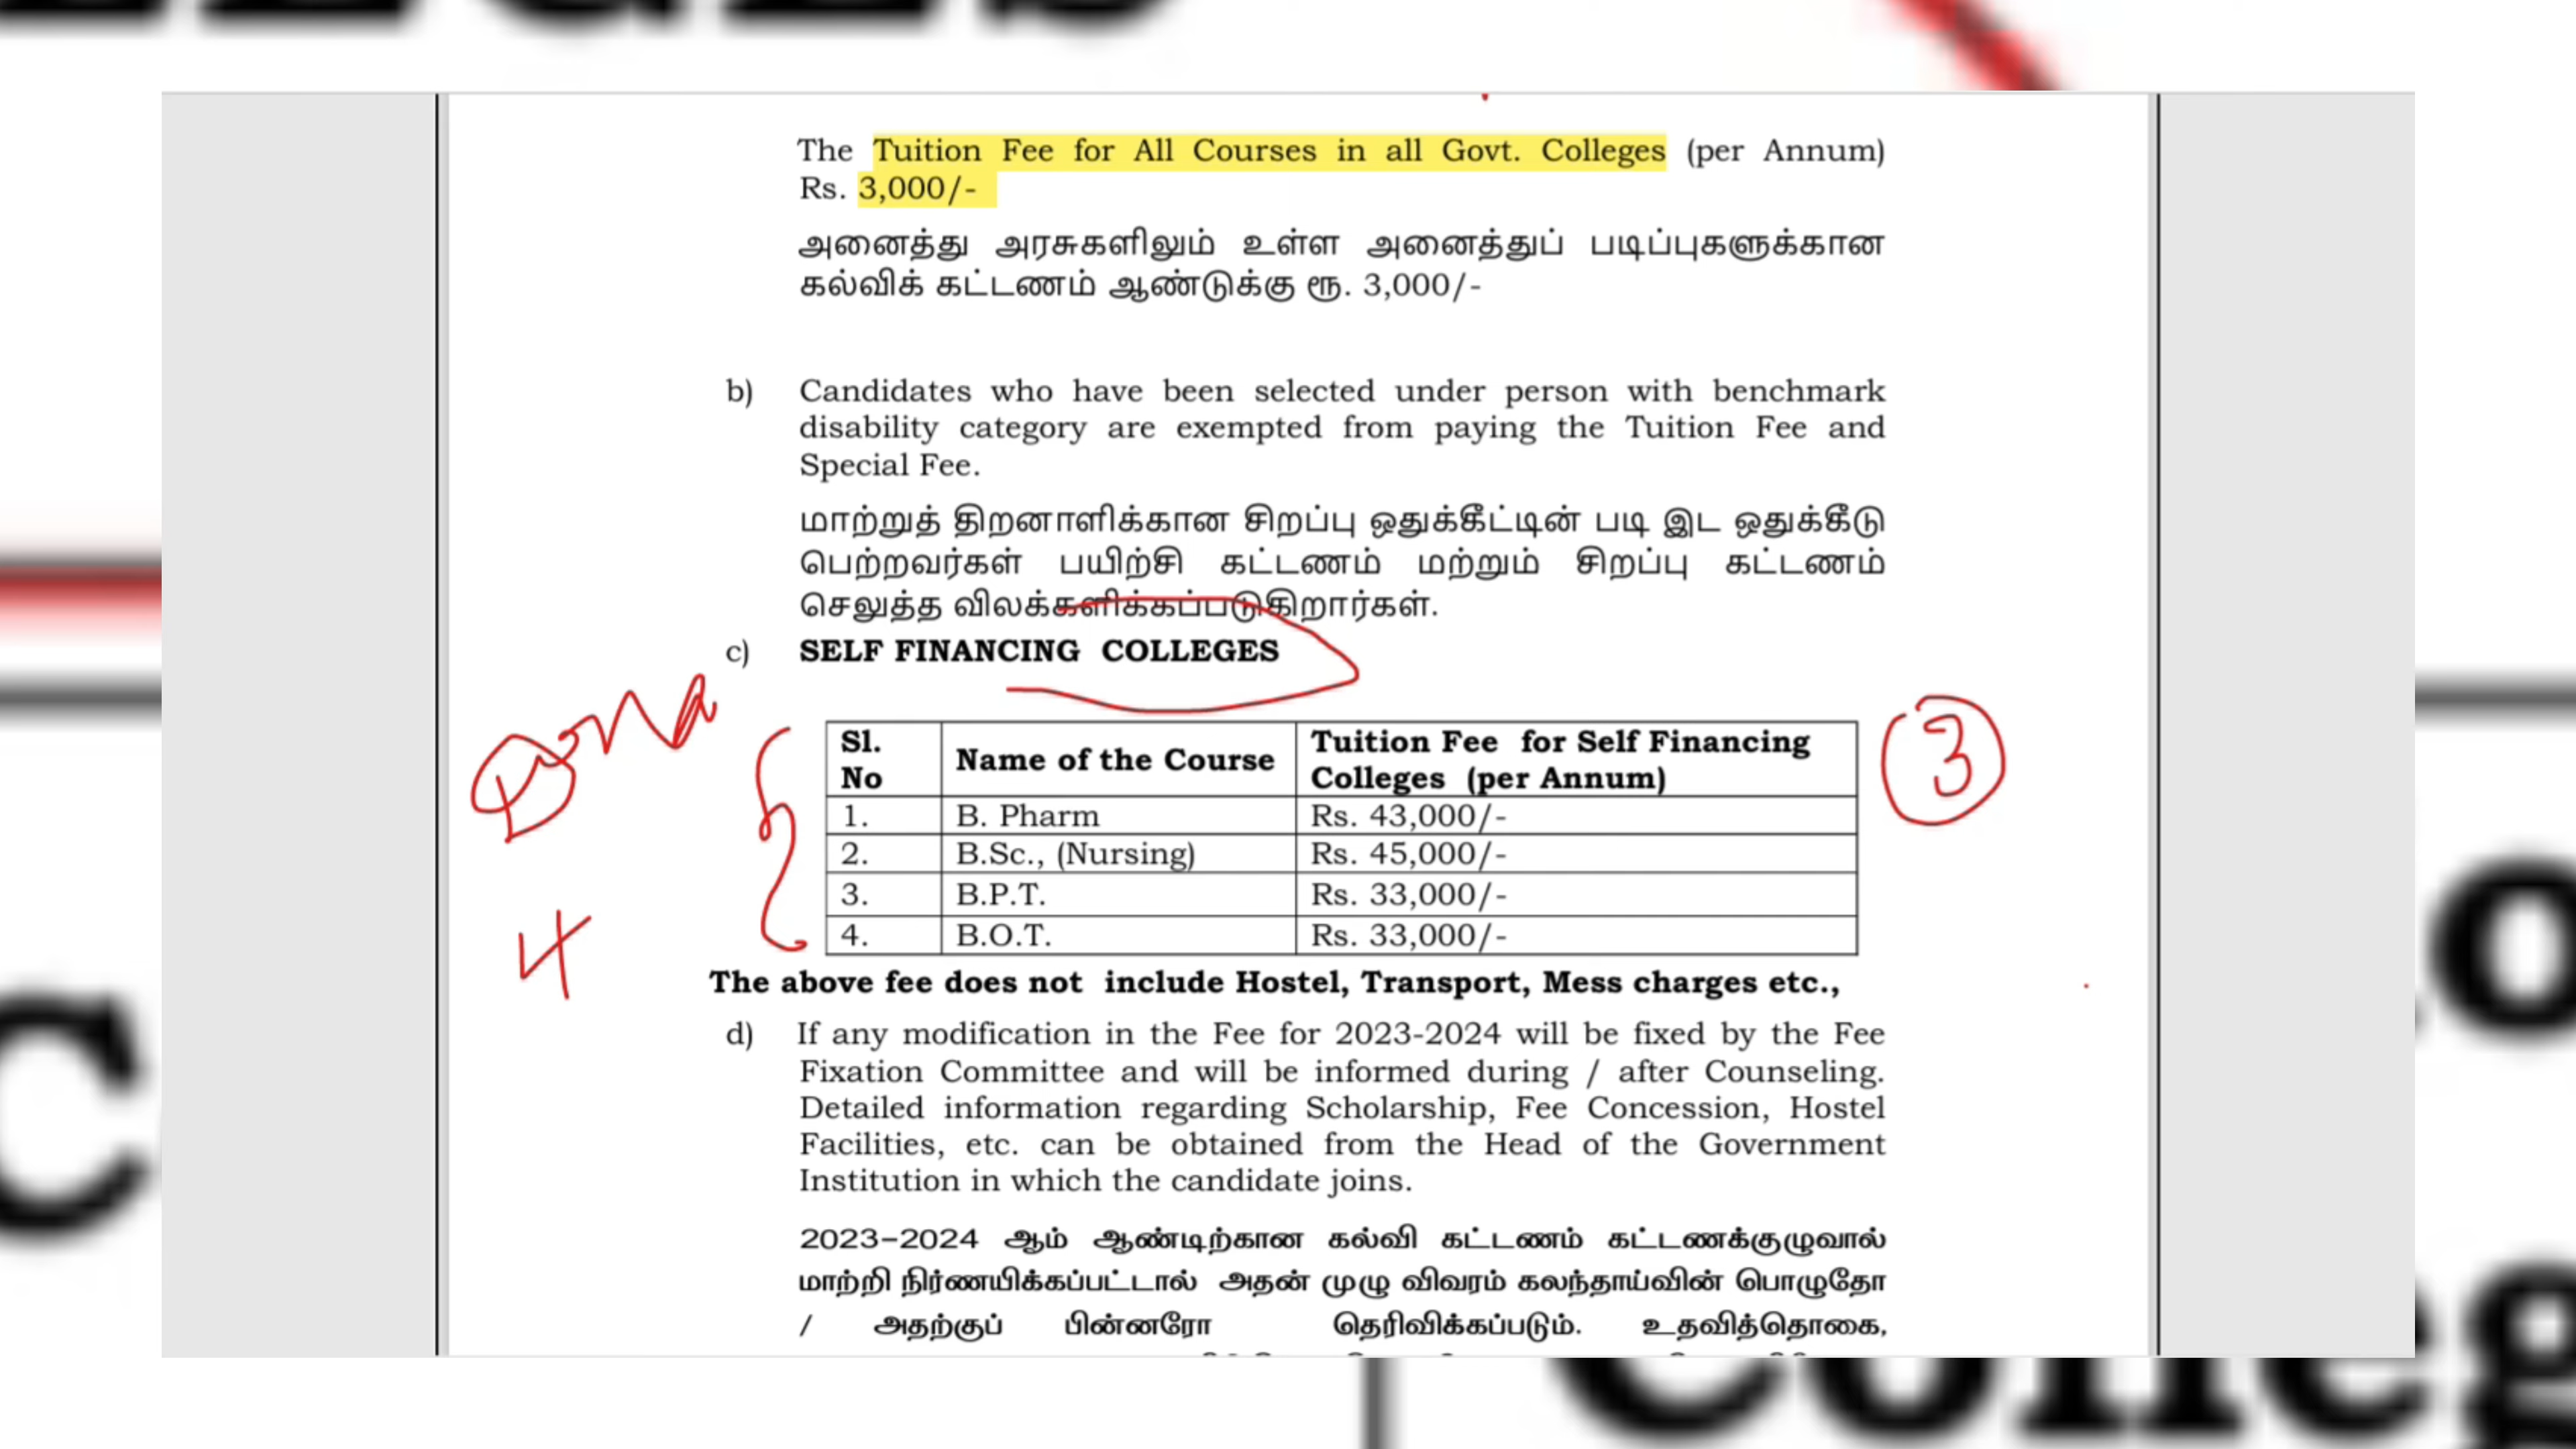 The Tuition Fee for All Courses in all Govt. Colleges (per Annum)
Rs. 3,000/-
அனைத்து அரசுகளிலும் உள்ள அனைத்துப் படிப்புகளுக்கான
கல்விக் கட்டணம் ஆண்டுக்கு ரூ. 3,000/-
b) Candidates who have been selected under person with benchmark
disability category are exempted from paying the Tuition Fee and
Special Fee.
மாற்றுத் திறனாளிக்கான சிறப்பு ஒதுக்கீட்டின் படி இட ஒதுக்கீடு
பெற்றவர்கள் பயிற்சி கட்டணம் மற்றும் சிறப்பு கட்டணம்
செலுத்த விலக்களிக்கப்படுகிறார்கள்.
c) SELF FINANCING COLLEGES
Sl. No Name of the Course Tuition Fee for Self Financing Colleges (per Annum)
3
1. B. Pharm Rs. 43,000/-
2. B.Sc., (Nursing) Rs. 45,000/-
3. B.P.T. Rs. 33,000/-
4. B.O.T. Rs. 33,000/-
4
The above fee does not include Hostel, Transport, Mess charges etc.,
d) If any modification in the Fee for 2023-2024 will be fixed by the Fee
Fixation Committee and will be informed during / after Counseling.
Detailed information regarding Scholarship, Fee Concession, Hostel
Facilities, etc. can be obtained from the Head of the Government
Institution in which the candidate joins.
2023–2024 ஆம் ஆண்டிற்கான கல்வி கட்டணம் கட்டணக்குழுவால்
மாற்றி நிர்ணயிக்கப்பட்டால் அதன் முழு விவரம் கலந்தாய்வின் பொழுதோ
/ அதற்குப் பின்னரோ தெரிவிக்கப்படும். உதவித்தொகை,